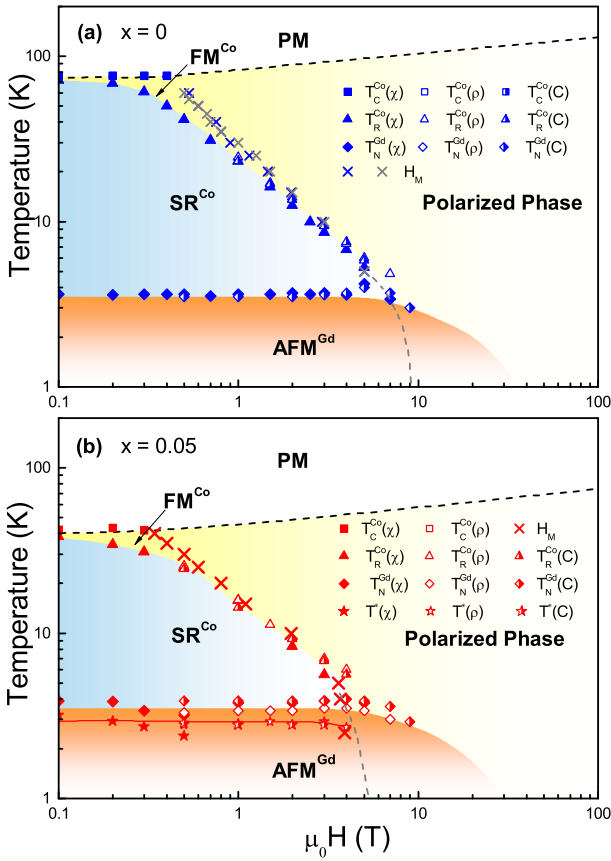 (a) x = 0
PM
FM^Co
T_C^Co(χ) T_C^Co(ρ) T_C^Co(C)
T_R^Co(χ) T_R^Co(ρ) T_R^Co(C)
T_N^Gd(χ) T_N^Gd(ρ) T_N^Gd(C)
H_M
SR^Co
Polarized Phase
AFM^Gd
Temperature (K)
100
10
1
0.1 1 10 100
(b) x = 0.05
PM
FM^Co
T_C^Co(χ) T_C^Co(ρ) H_M
T_R^Co(χ) T_R^Co(ρ) T_R^Co(C)
T_N^Gd(χ) T_N^Gd(ρ) T_N^Gd(C)
T*(χ) T*(ρ) T*(C)
SR^Co
Polarized Phase
AFM^Gd
Temperature (K)
100
10
1
0.1 1 10 100
μ₀H (T)